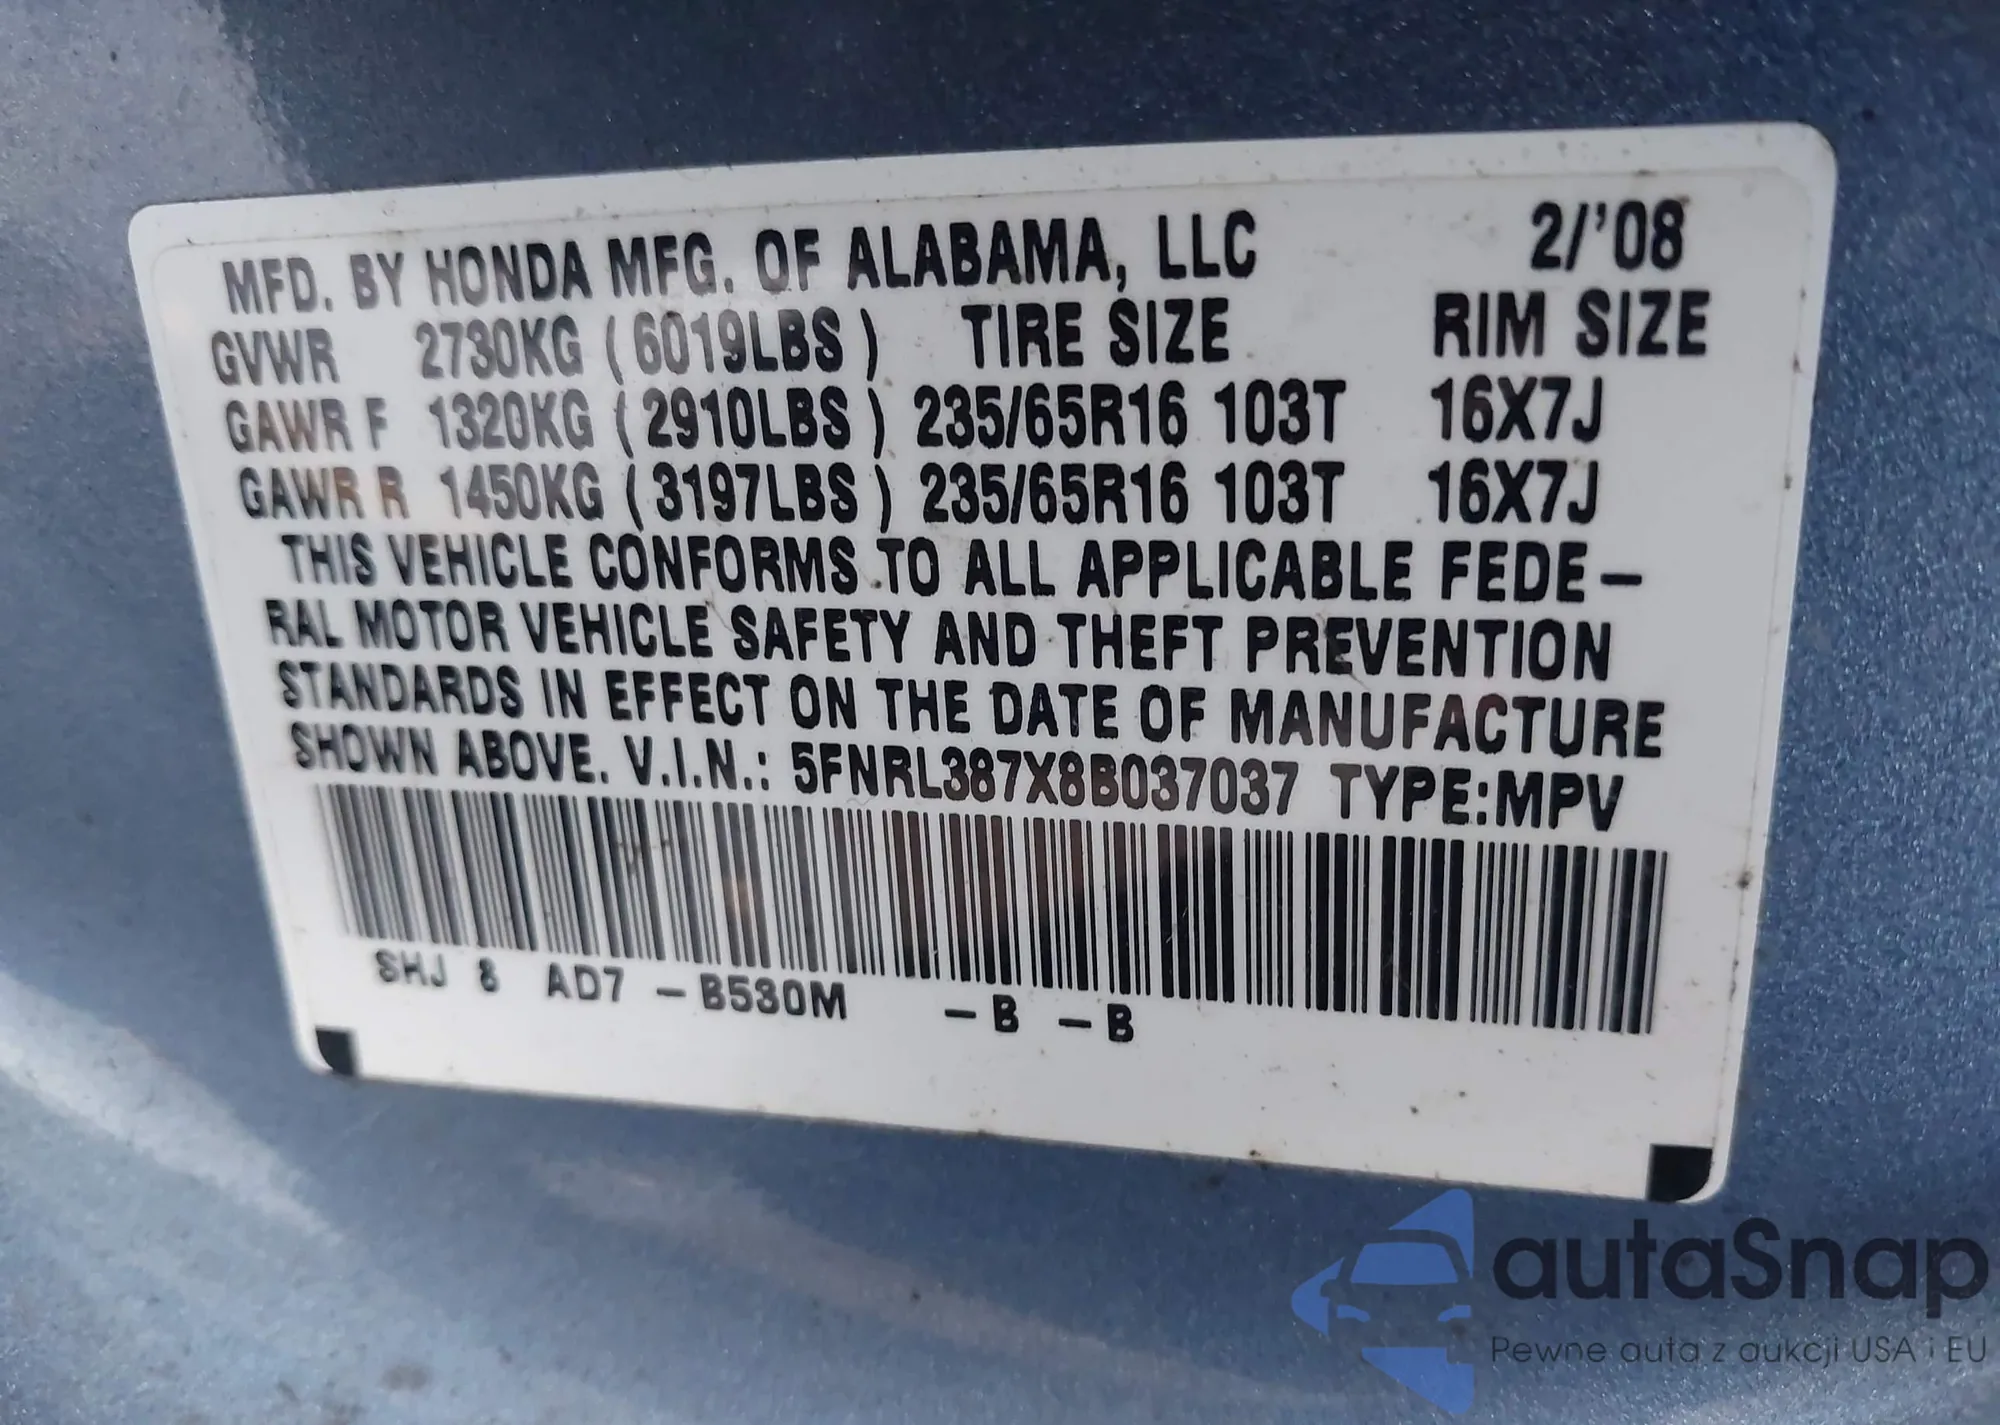 MFD. BY HONDA MFG. OF ALABAMA, LLC 2/'08
GVWR 2730KG (6019LBS) TIRE SIZE RIM SIZE
GAWR F 1320KG (2910LBS) 235/65R16 103T 16X7J
GAWR R 1450KG (3197LBS) 235/65R16 103T 16X7J
THIS VEHICLE CONFORMS TO ALL APPLICABLE FEDE-
RAL MOTOR VEHICLE SAFETY AND THEFT PREVENTION
STANDARDS IN EFFECT ON THE DATE OF MANUFACTURE
SHOWN ABOVE. V.I.N.: 5FNRL387X8B037037 TYPE:MPV
SHJ 8 AD7 -B530M -B -B
autaSnap
Pewne auta z aukcji USA i EU